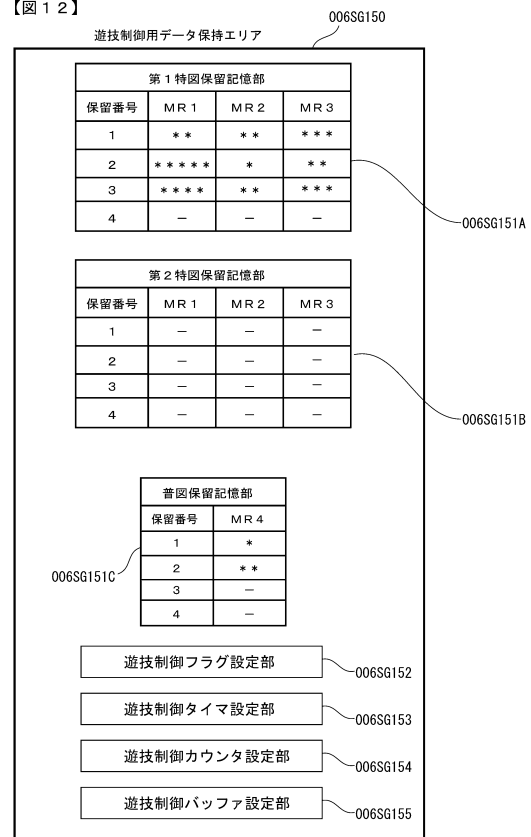 【図１２】
006SG150
遊技制御用データ保持エリア
第１特図保留記憶部
保留番号 ＭＲ１ ＭＲ２ ＭＲ３
1 ** ** ***
2 ***** * **
3 **** ** ***
4 － － －
006SG151A
第２特図保留記憶部
保留番号 ＭＲ１ ＭＲ２ ＭＲ３
1 － － －
2 － － －
3 － － －
4 － － －
006SG151B
普図保留記憶部
保留番号 ＭＲ４
1 *
2 **
3 －
4 －
006SG151C
遊技制御フラグ設定部
006SG152
遊技制御タイマ設定部
006SG153
遊技制御カウンタ設定部
006SG154
遊技制御バッファ設定部
006SG155